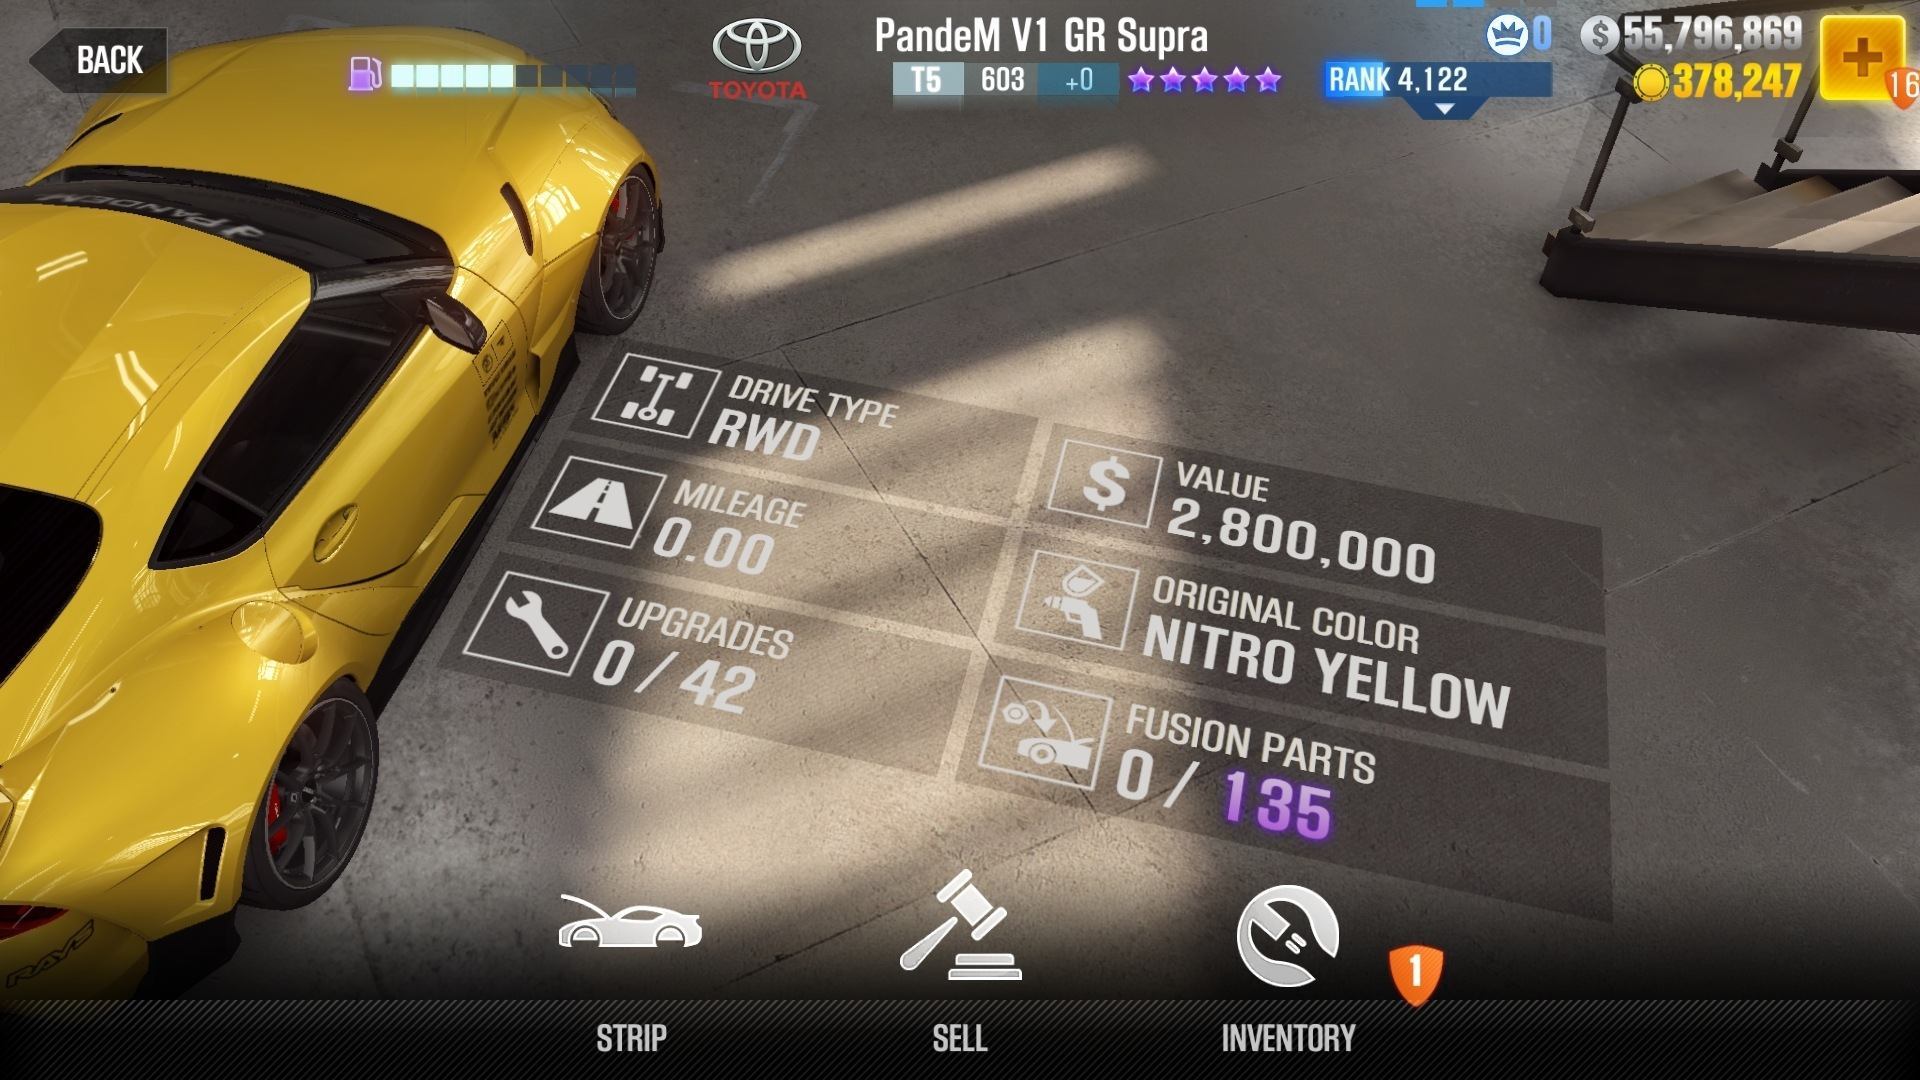 BACK
TOYOTA
PandeM V1 GR Supra
T5 603 +0
RANK 4,122
0
$ 55,796,869
378,247
16
PANDEM
DRIVE TYPE
RWD
MILEAGE
0.00
UPGRADES
0 / 42
$
VALUE
2,800,000
ORIGINAL COLOR
NITRO YELLOW
FUSION PARTS
0 / 135
RAYS
1
STRIP
SELL
INVENTORY